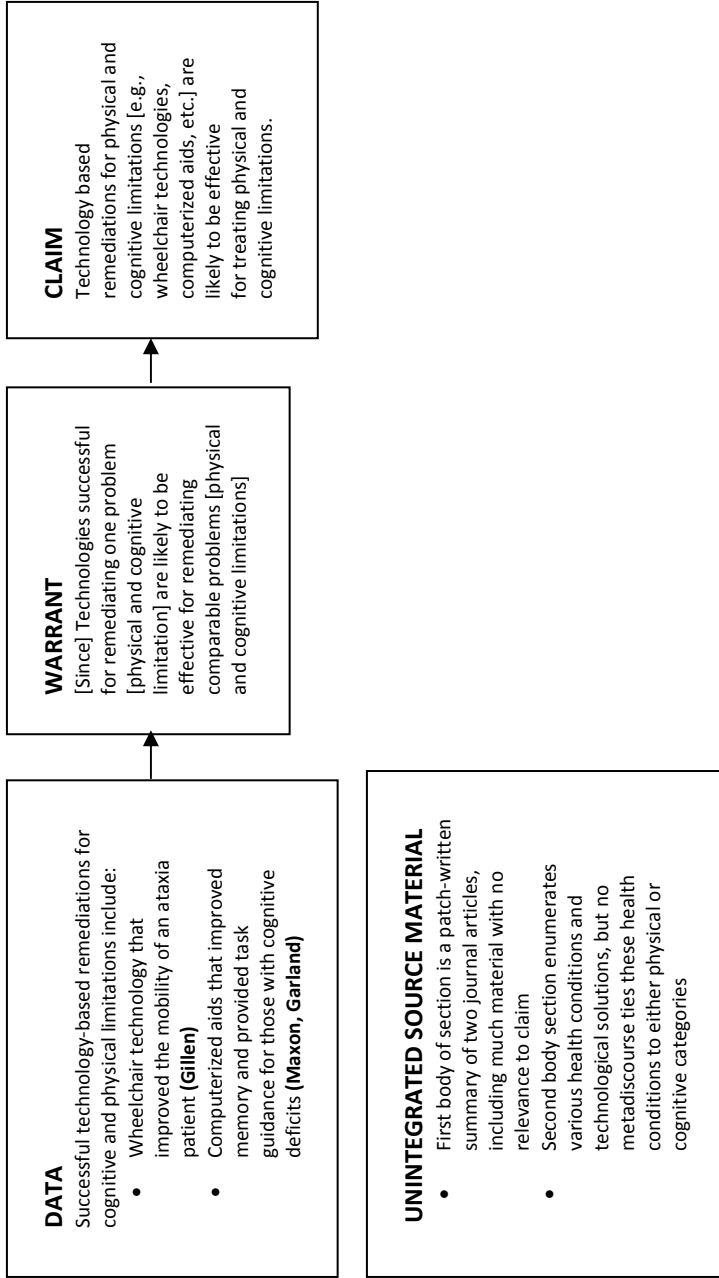 DATA
Successful technology-based remediations for
cognitive and physical limitations include:
• Wheelchair technology that
improved the mobility of an ataxia
patient (Gillen)
• Computerized aids that improved
memory and provided task
guidance for those with cognitive
deficits (Maxon, Garland)
WARRANT
[Since] Technologies successful
for remediating one problem
[physical and cognitive
limitation] are likely to be
effective for remediating
comparable problems [physical
and cognitive limitations]
CLAIM
Technology based
remediations for physical and
cognitive limitations [e.g.,
wheelchair technologies,
computerized aids, etc.] are
likely to be effective
for treating physical and
cognitive limitations.
UNINTEGRATED SOURCE MATERIAL
• First body of section is a patch-written
summary of two journal articles,
including much material with no
relevance to claim
• Second body section enumerates
various health conditions and
technological solutions, but no
metadiscourse ties these health
conditions to either physical or
cognitive categories